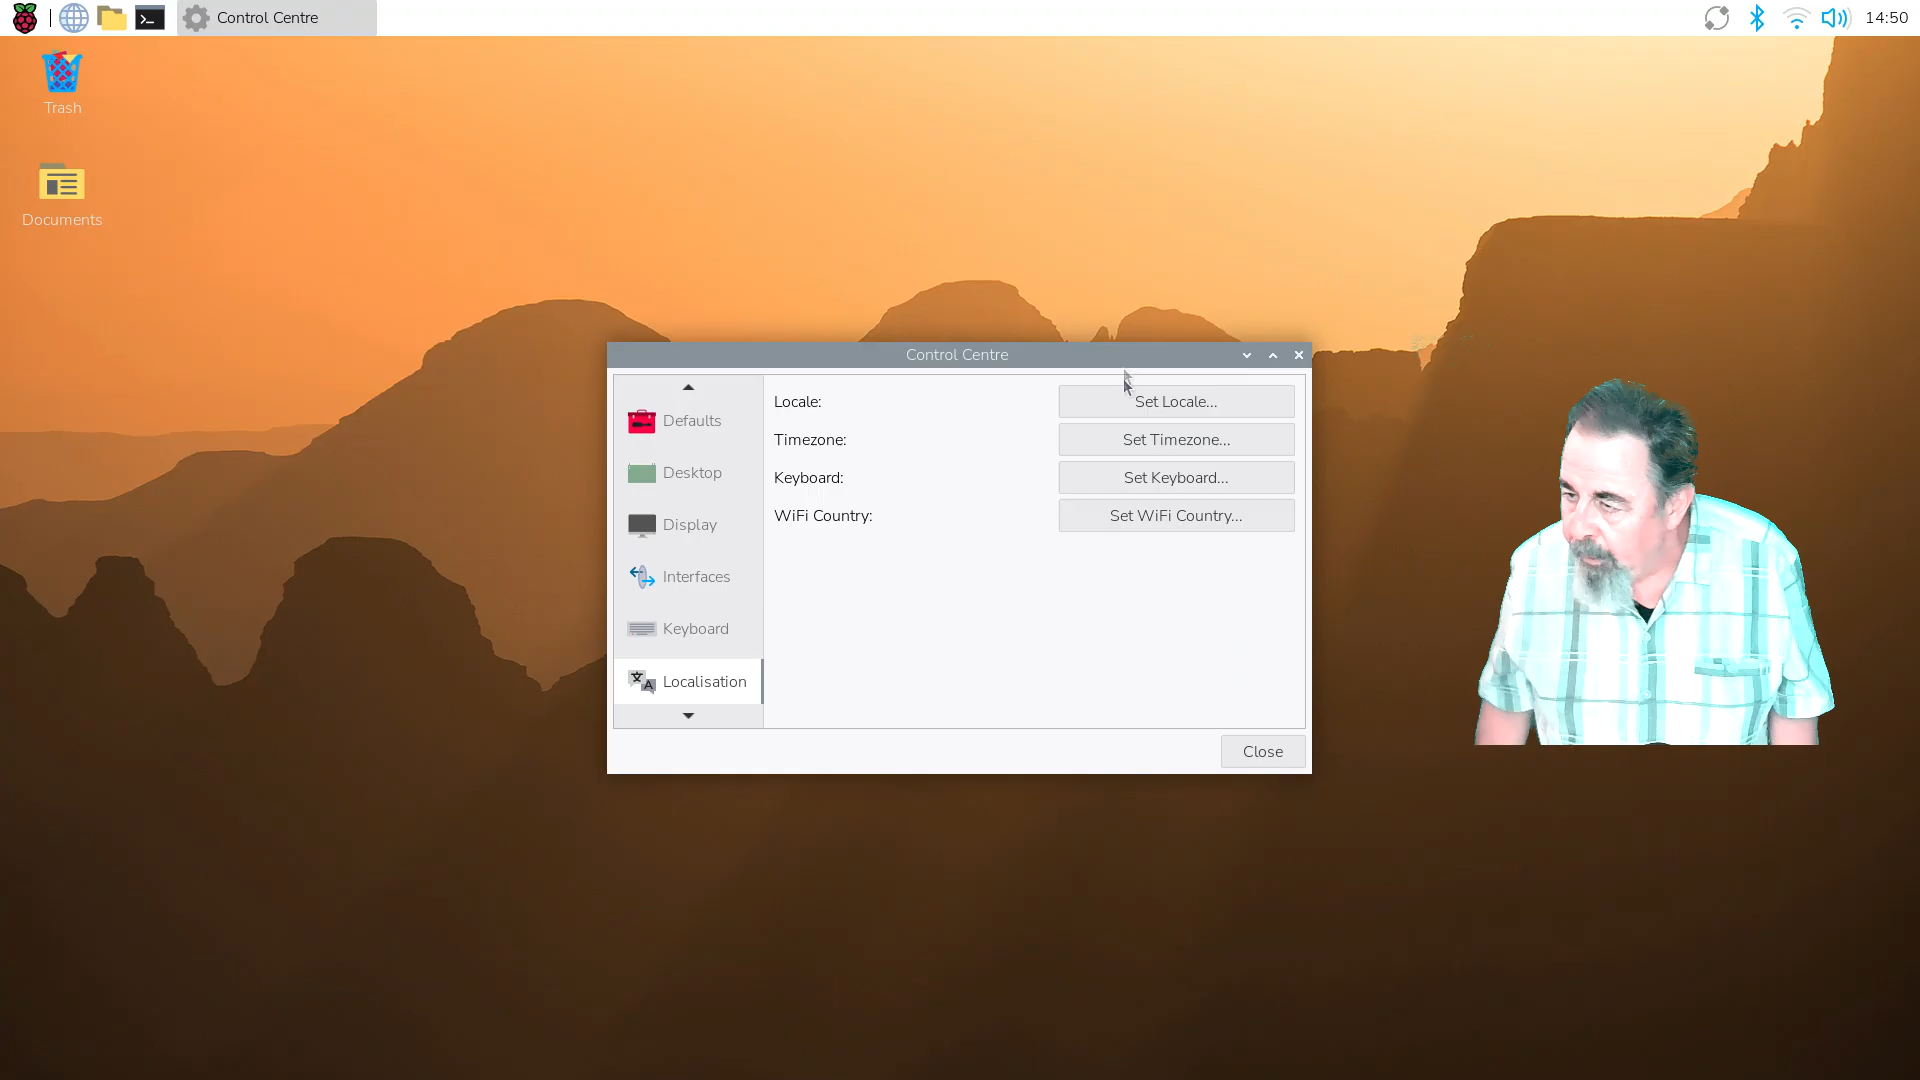 Control Centre
14:50
Trash
Documents
Control Centre
Defaults
Desktop
Display
Interfaces
Keyboard
Localisation
Locale:
Set Locale...
Timezone:
Set Timezone...
Keyboard:
Set Keyboard...
WiFi Country:
Set WiFi Country...
Close